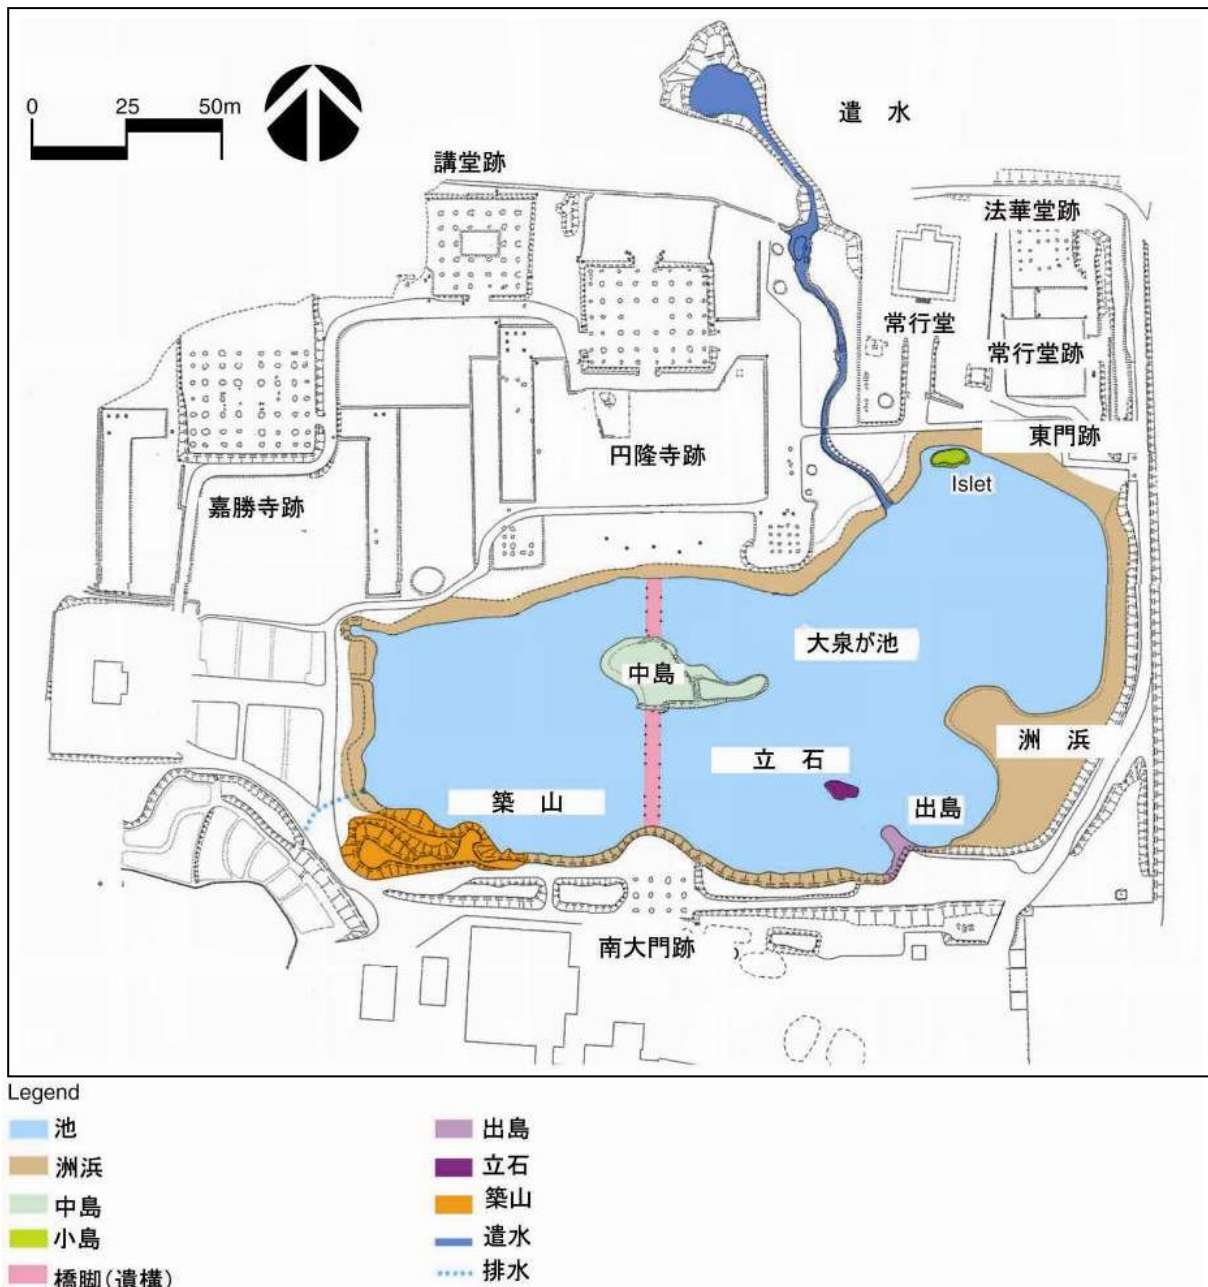 0 25 50m
遣 水
講堂跡
法華堂跡
常行堂
常行堂跡
東門跡
円隆寺跡
Islet
嘉勝寺跡
大泉が池
中島
洲 浜
立 石
築 山
出島
南大門跡
Legend
池
洲浜
中島
小島
橋脚(遺構)
出島
立石
築山
遣水
排水